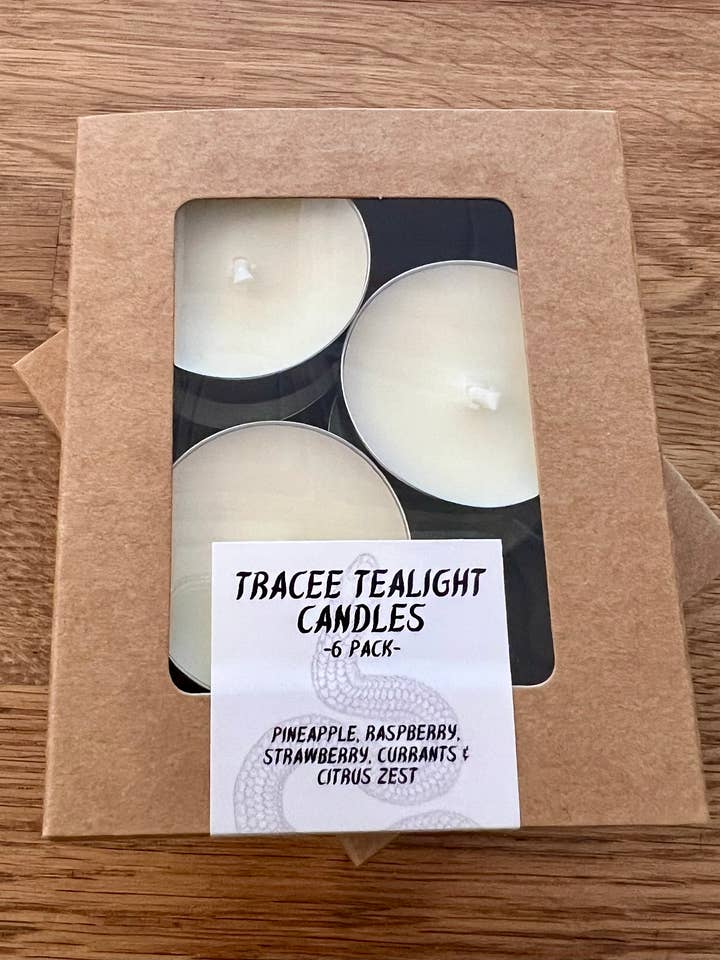 TRACEE TEALIGHT
CANDLES
-6 PACK-
PINEAPPLE, RASPBERRY,
STRAWBERRY, CURRANTS &
CITRUS ZEST